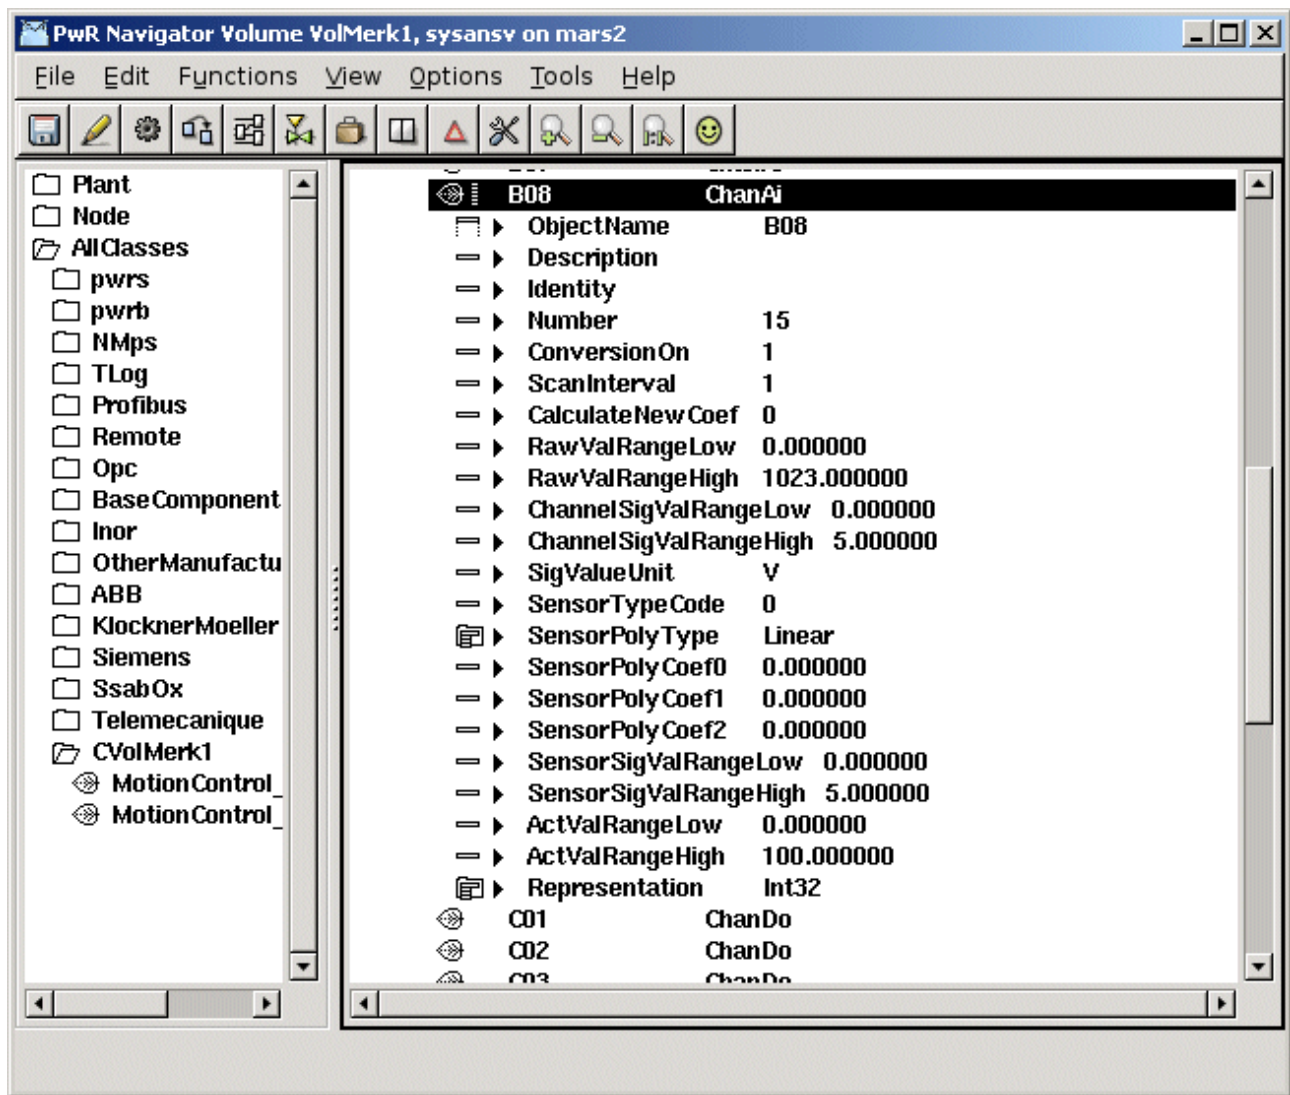 PwR Navigator Volume VolMerk1, sysansv on mars2
File Edit Functions View Options Tools Help
Plant
Node
AllClasses
pwrs
pwrb
NMps
TLog
Profibus
Remote
Opc
BaseComponent
Inor
OtherManufactu
ABB
KlocknerMoeller
Siemens
SsabOx
Telemecanique
CVolMerk1
MotionControl_
MotionControl_
B08 ChanAi
ObjectName B08
Description
Identity
Number 15
ConversionOn 1
ScanInterval 1
CalculateNewCoef 0
RawValRangeLow 0.000000
RawValRangeHigh 1023.000000
ChannelSigValRangeLow 0.000000
ChannelSigValRangeHigh 5.000000
SigValueUnit V
SensorTypeCode 0
SensorPolyType Linear
SensorPolyCoef0 0.000000
SensorPolyCoef1 0.000000
SensorPolyCoef2 0.000000
SensorSigValRangeLow 0.000000
SensorSigValRangeHigh 5.000000
ActValRangeLow 0.000000
ActValRangeHigh 100.000000
Representation Int32
C01 ChanDo
C02 ChanDo
C03 ChanDo